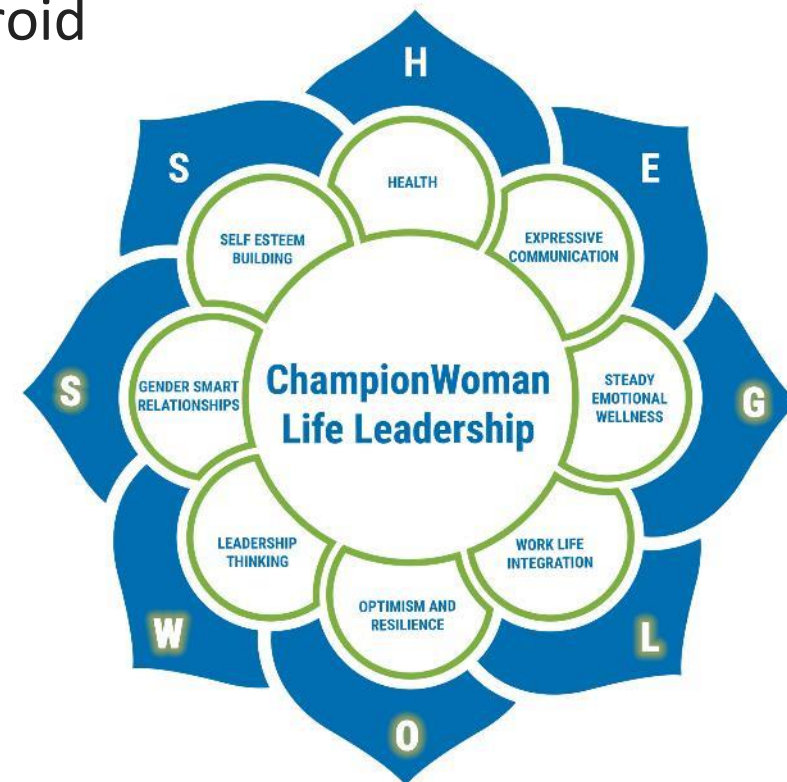 roid
H
HEALTH
E
EXPRESSIVE
COMMUNICATION
G
STEADY
EMOTIONAL
WELLNESS
L
WORK LIFE
INTEGRATION
O
OPTIMISM AND
RESILIENCE
W
LEADERSHIP
THINKING
S
GENDER SMART
RELATIONSHIPS
S
SELF ESTEEM
BUILDING
ChampionWoman
Life Leadership